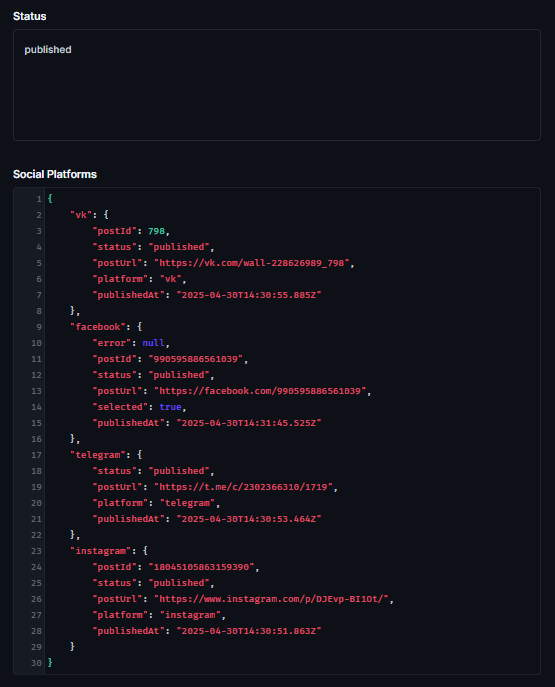 Status
published
Social Platforms
1 {
2 "vk": {
3 "postId": 798,
4 "status": "published",
5 "postUrl": "https://vk.com/wall-228626989_798",
6 "platform": "vk",
7 "publishedAt": "2025-04-30T14:30:55.885Z"
8 },
9 "facebook": {
10 "error": null,
11 "postId": "990595886561039",
12 "status": "published",
13 "postUrl": "https://facebook.com/990595886561039",
14 "selected": true,
15 "publishedAt": "2025-04-30T14:31:45.525Z"
16 },
17 "telegram": {
18 "status": "published",
19 "postUrl": "https://t.me/c/2302366310/1719",
20 "platform": "telegram",
21 "publishedAt": "2025-04-30T14:30:53.464Z"
22 },
23 "instagram": {
24 "postId": "18045105863159390",
25 "status": "published",
26 "postUrl": "https://www.instagram.com/p/DJEvp-BI1Ot/",
27 "platform": "instagram",
28 "publishedAt": "2025-04-30T14:30:51.863Z"
29 }
30 }